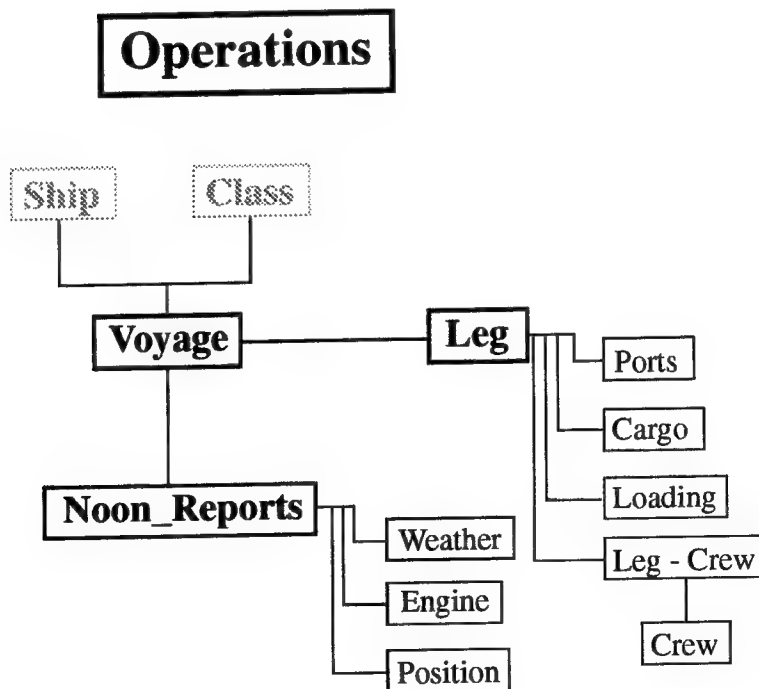 Operations
Ship
Class
Voyage
Leg
Ports
Cargo
Loading
Leg - Crew
Crew
Noon_Reports
Weather
Engine
Position